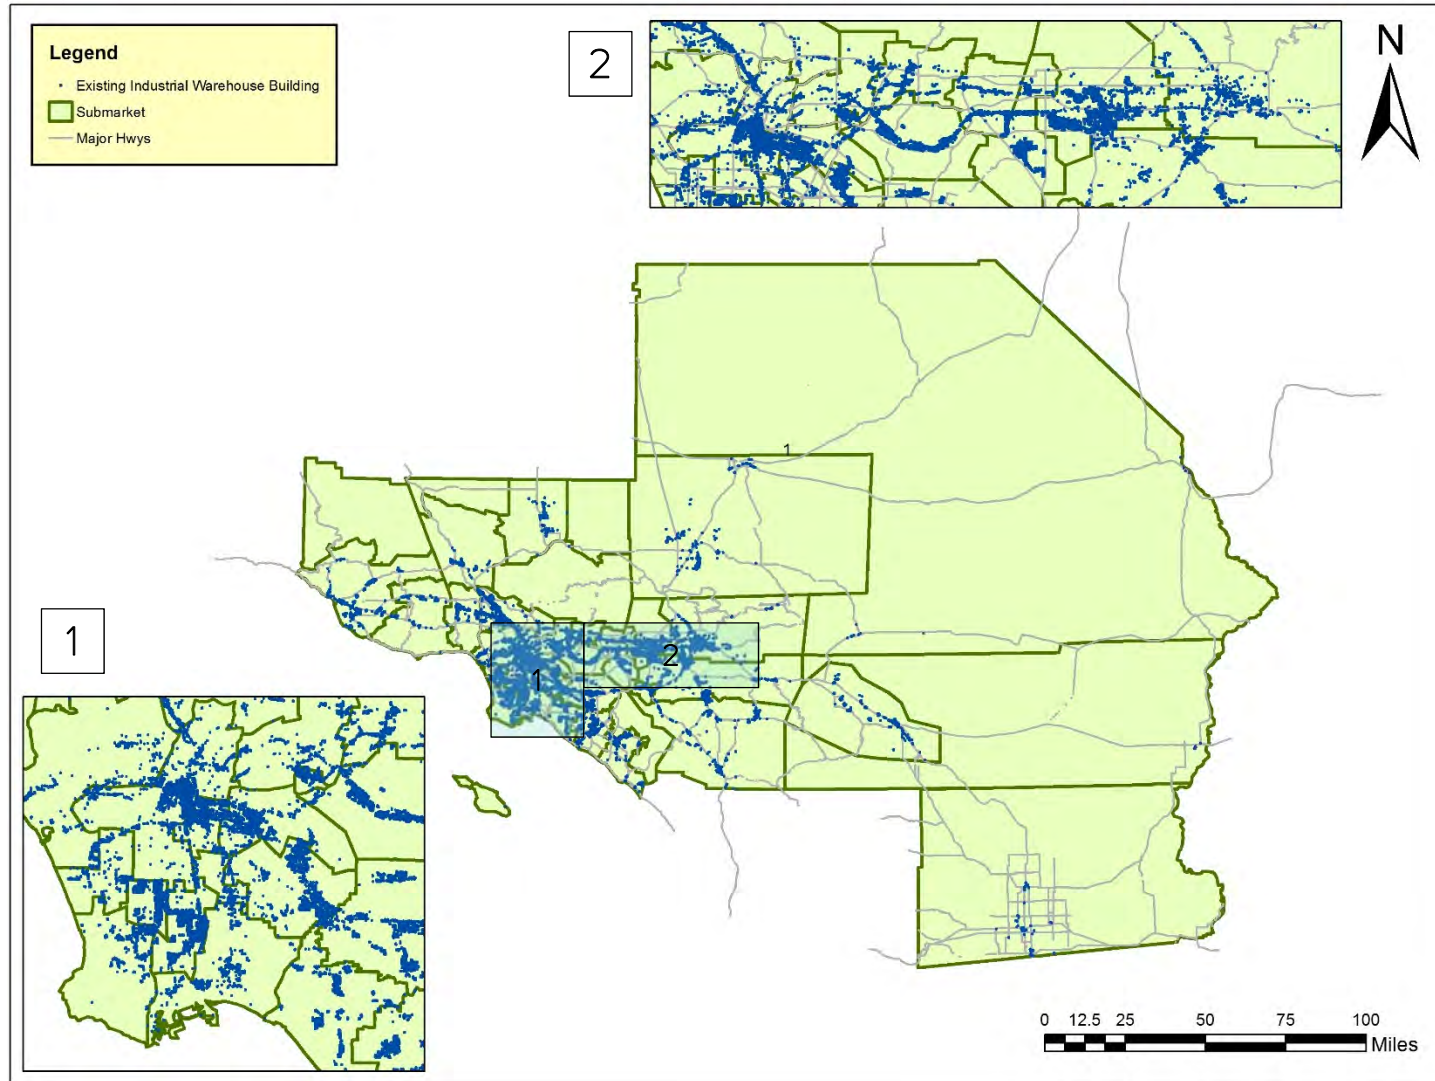 Legend
Existing Industrial Warehouse Building
Submarket
Major Hwys
2
N
1
1
2
1
0 12.5 25 50 75 100
Miles